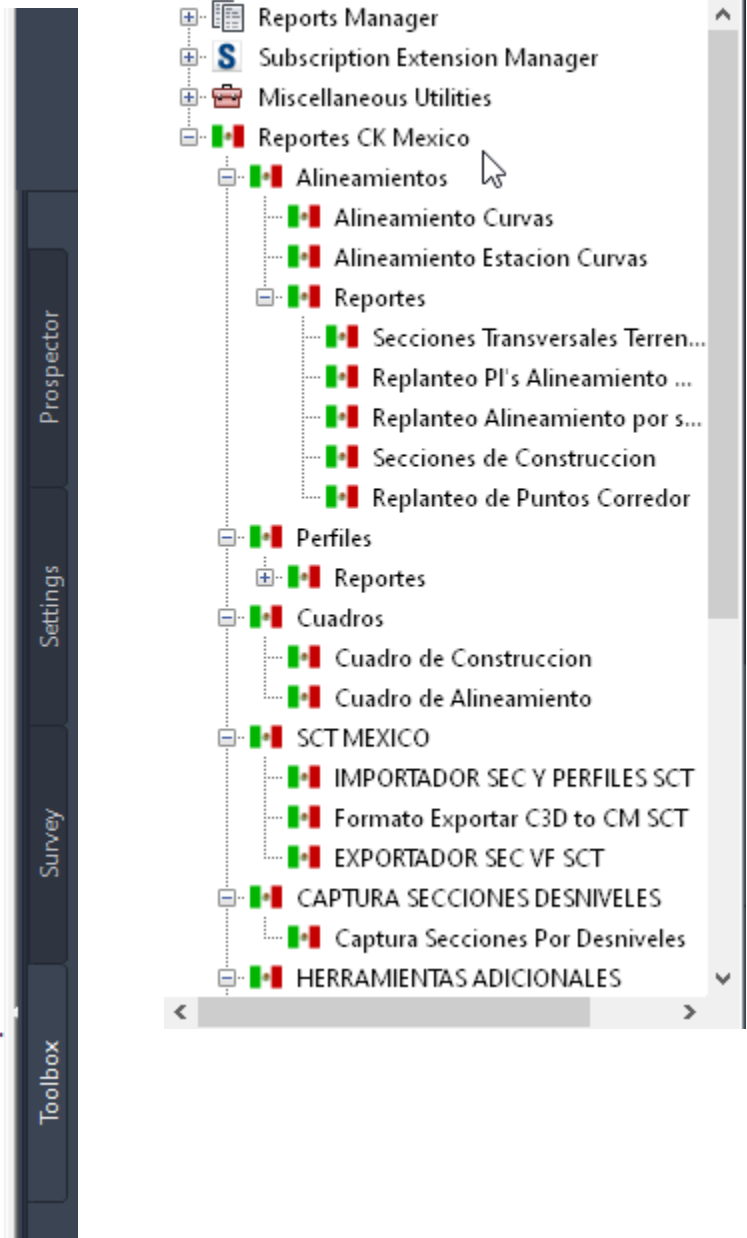 Reports Manager
Subscription Extension Manager
Miscellaneous Utilities
Reportes CK Mexico
Alineamientos
Alineamiento Curvas
Alineamiento Estacion Curvas
Reportes
Secciones Transversales Terren...
Replanteo PI's Alineamiento ...
Replanteo Alineamiento por s...
Secciones de Construccion
Replanteo de Puntos Corredor
Perfiles
Reportes
Cuadros
Cuadro de Construccion
Cuadro de Alineamiento
SCT MEXICO
IMPORTADOR SEC Y PERFILES SCT
Formato Exportar C3D to CM SCT
EXPORTADOR SEC VF SCT
CAPTURA SECCIONES DESNIVELES
Captura Secciones Por Desniveles
HERRAMIENTAS ADICIONALES
Prospector
Settings
Survey
Toolbox